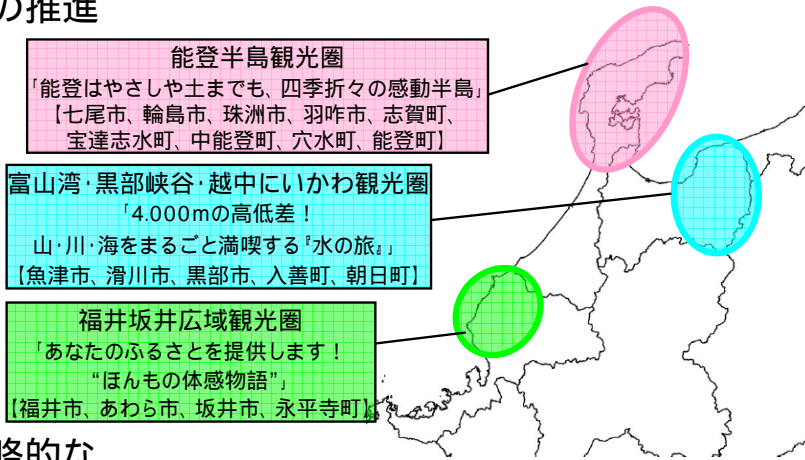 の推進
能登半島観光圏
「能登はやさしや土までも、四季折々の感動半島」
【七尾市、輪島市、珠洲市、羽咋市、志賀町、
宝達志水町、中能登町、穴水町、能登町】
富山湾・黒部峡谷・越中にいかわ観光圏
「4.000mの高低差！
山・川・海をまるごと満喫する『水の旅』」
【魚津市、滑川市、黒部市、入善町、朝日町】
福井坂井広域観光圏
「あなたのふるさとを提供します！
“ほんもの体感物語”」
【福井市、あわら市、坂井市、永平寺町】
略的な